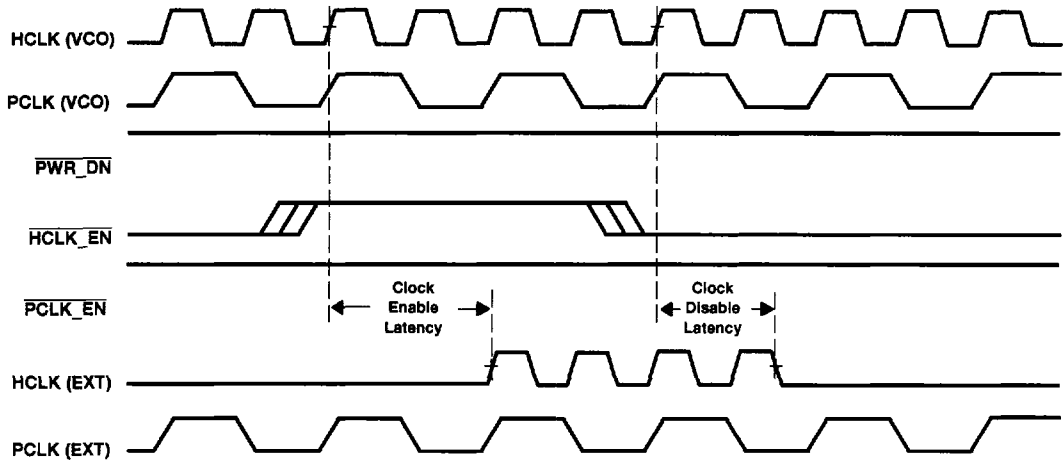 HCLK (VCO)
PCLK (VCO)
PWR_DN
HCLK_EN
PCLK_EN
Clock
Enable
Latency
Clock
Disable
Latency
HCLK (EXT)
PCLK (EXT)